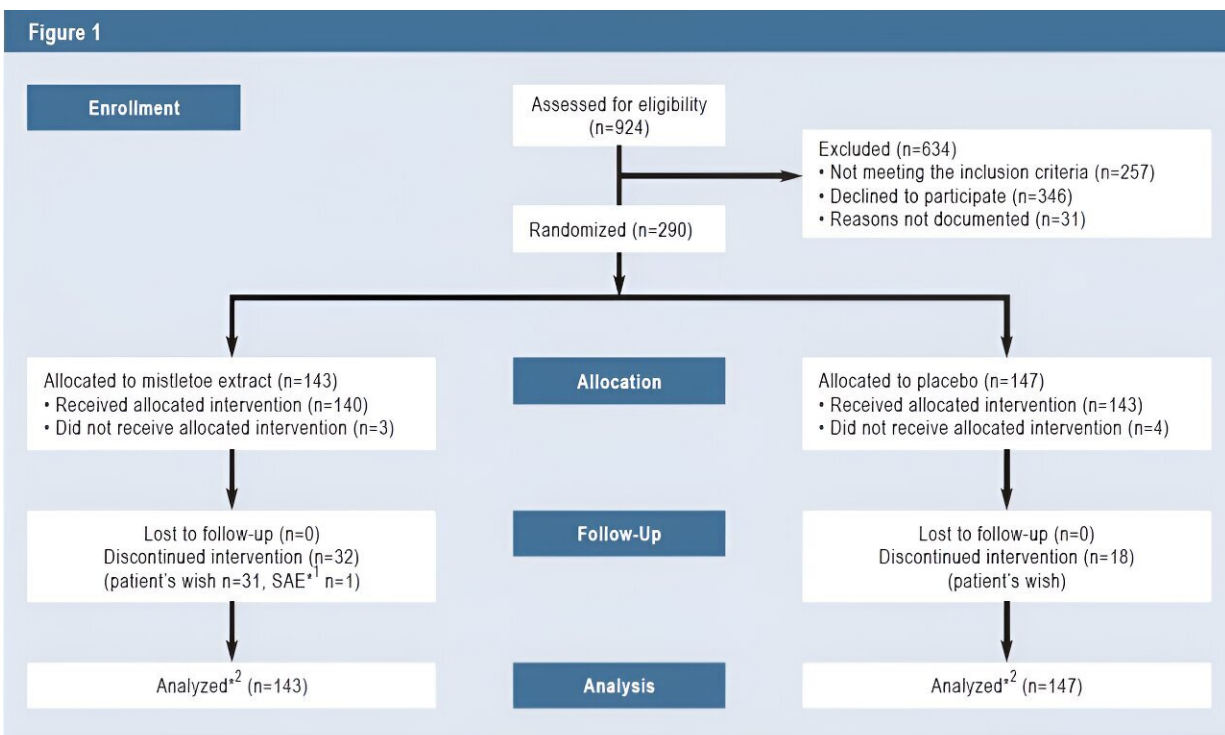 Figure 1
Enrollment
Assessed for eligibility
(n=924)
Excluded (n=634)
• Not meeting the inclusion criteria (n=257)
• Declined to participate (n=346)
• Reasons not documented (n=31)
Randomized (n=290)
Allocated to mistletoe extract (n=143)
• Received allocated intervention (n=140)
• Did not receive allocated intervention (n=3)
Allocation
Allocated to placebo (n=147)
• Received allocated intervention (n=143)
• Did not receive allocated intervention (n=4)
Lost to follow-up (n=0)
Discontinued intervention (n=32)
(patient's wish n=31, SAE*1 n=1)
Follow-Up
Lost to follow-up (n=0)
Discontinued intervention (n=18)
(patient's wish)
Analyzed*2 (n=143)
Analysis
Analyzed*2 (n=147)